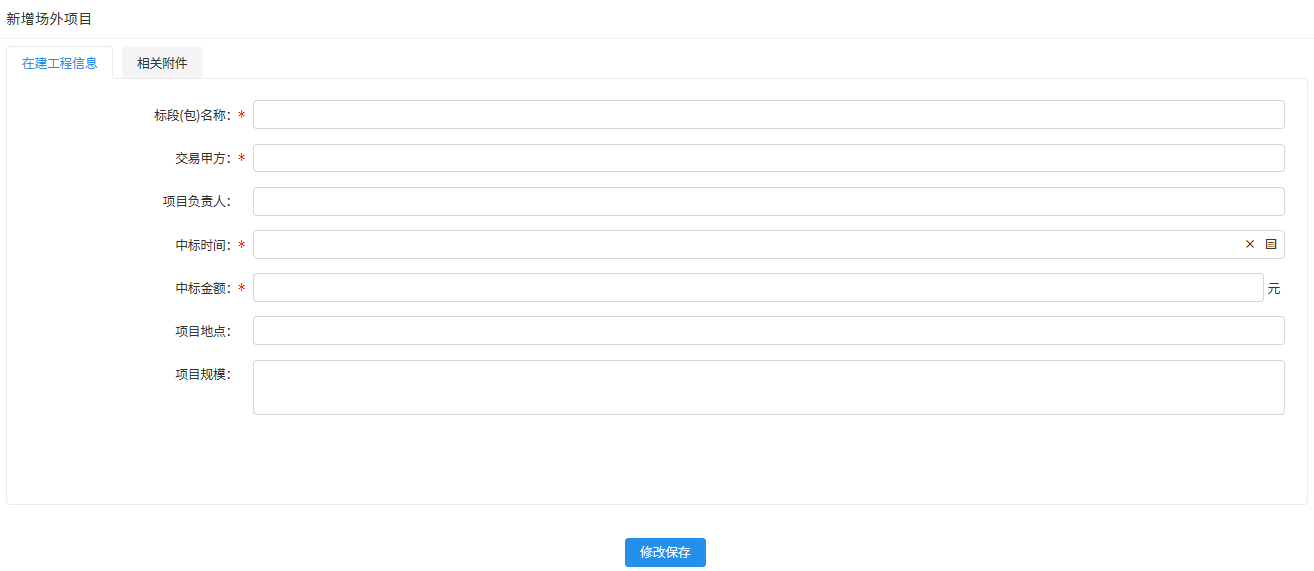 新增场外项目
在建工程信息 相关附件
标段(包)名称：*
交易甲方：*
项目负责人：
中标时间：*
中标金额：* 元
项目地点：
项目规模：
修改保存